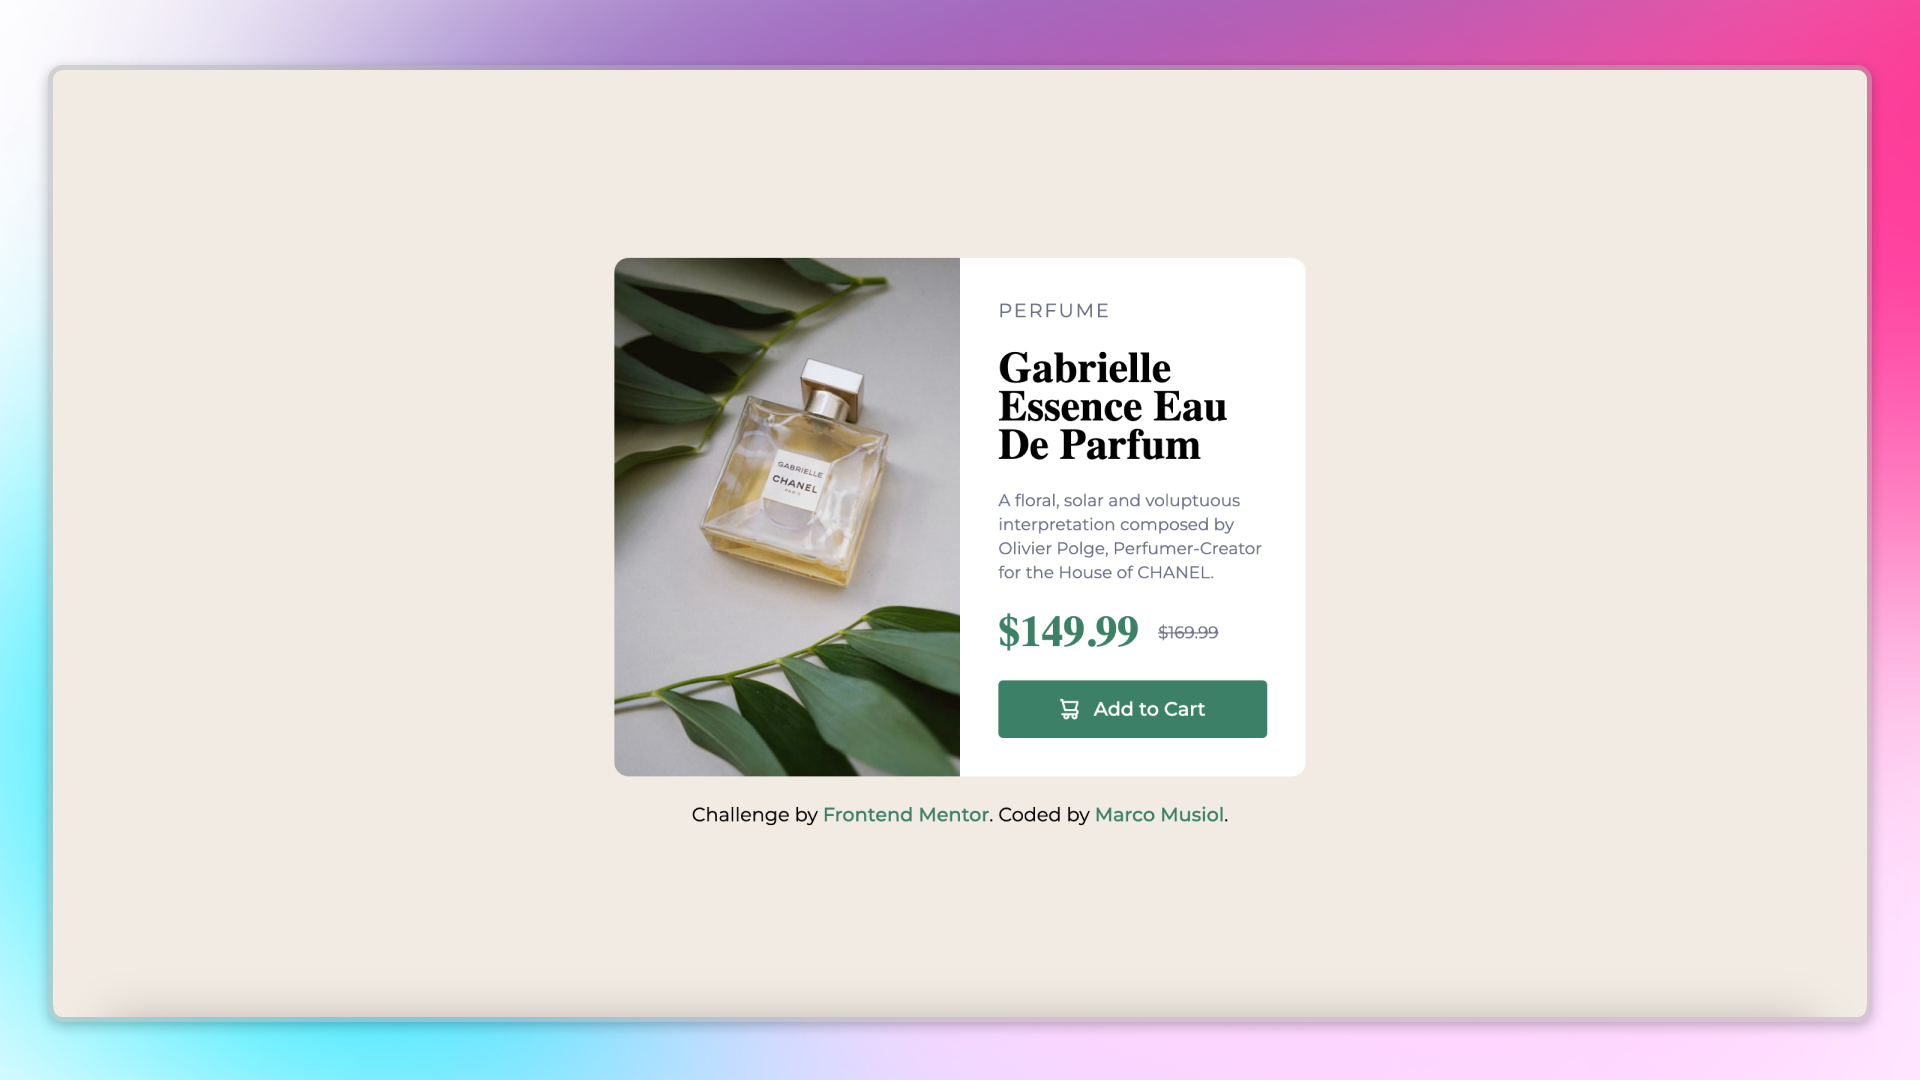 GABRIELLE
CHANEL
PARIS
PERFUME
Gabrielle
Essence Eau
De Parfum
A floral, solar and voluptuous
interpretation composed by
Olivier Polge, Perfumer-Creator
for the House of CHANEL.
$149.99 $169.99
Add to Cart
Challenge by Frontend Mentor. Coded by Marco Musiol.